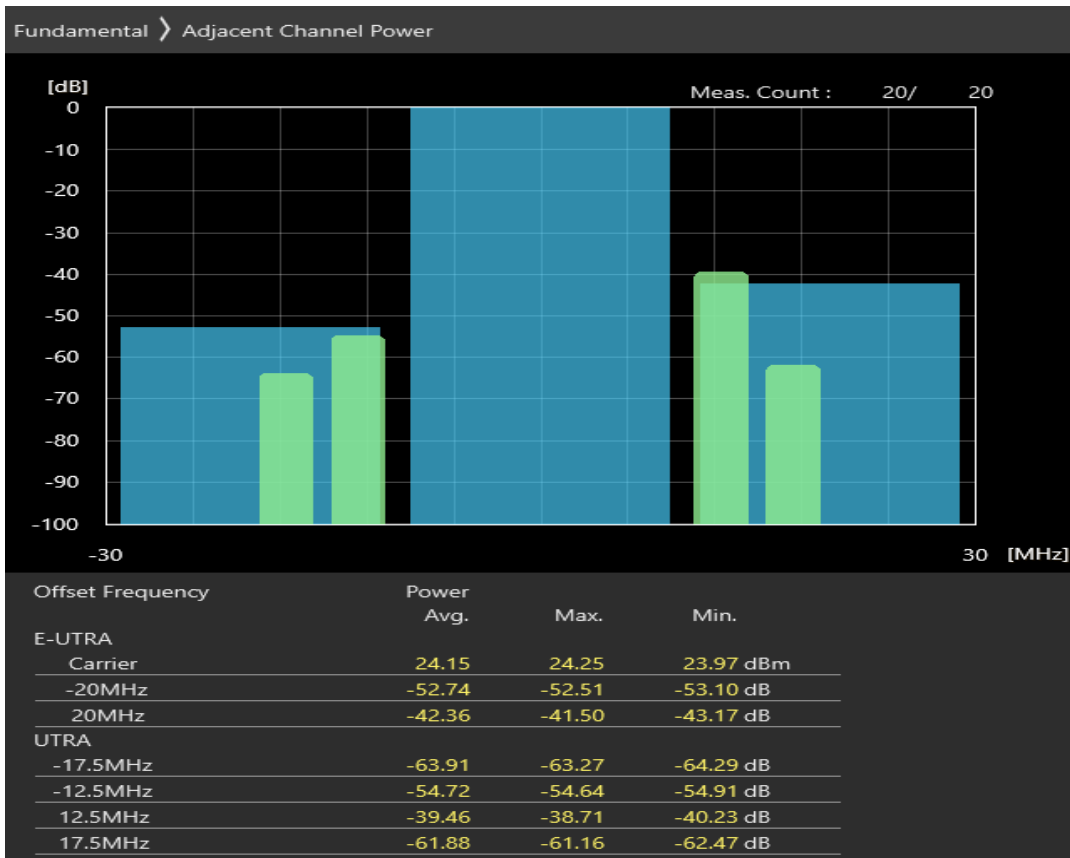 Fundamental 〉 Adjacent Channel Power
[dB]
Meas. Count : 20/ 20
0
-10
-20
-30
-40
-50
-60
-70
-80
-90
-100
-30 30 [MHz]
Offset Frequency Power
Avg. Max. Min.
E-UTRA
Carrier 24.15 24.25 23.97 dBm
-20MHz -52.74 -52.51 -53.10 dB
20MHz -42.36 -41.50 -43.17 dB
UTRA
-17.5MHz -63.91 -63.27 -64.29 dB
-12.5MHz -54.72 -54.64 -54.91 dB
12.5MHz -39.46 -38.71 -40.23 dB
17.5MHz -61.88 -61.16 -62.47 dB